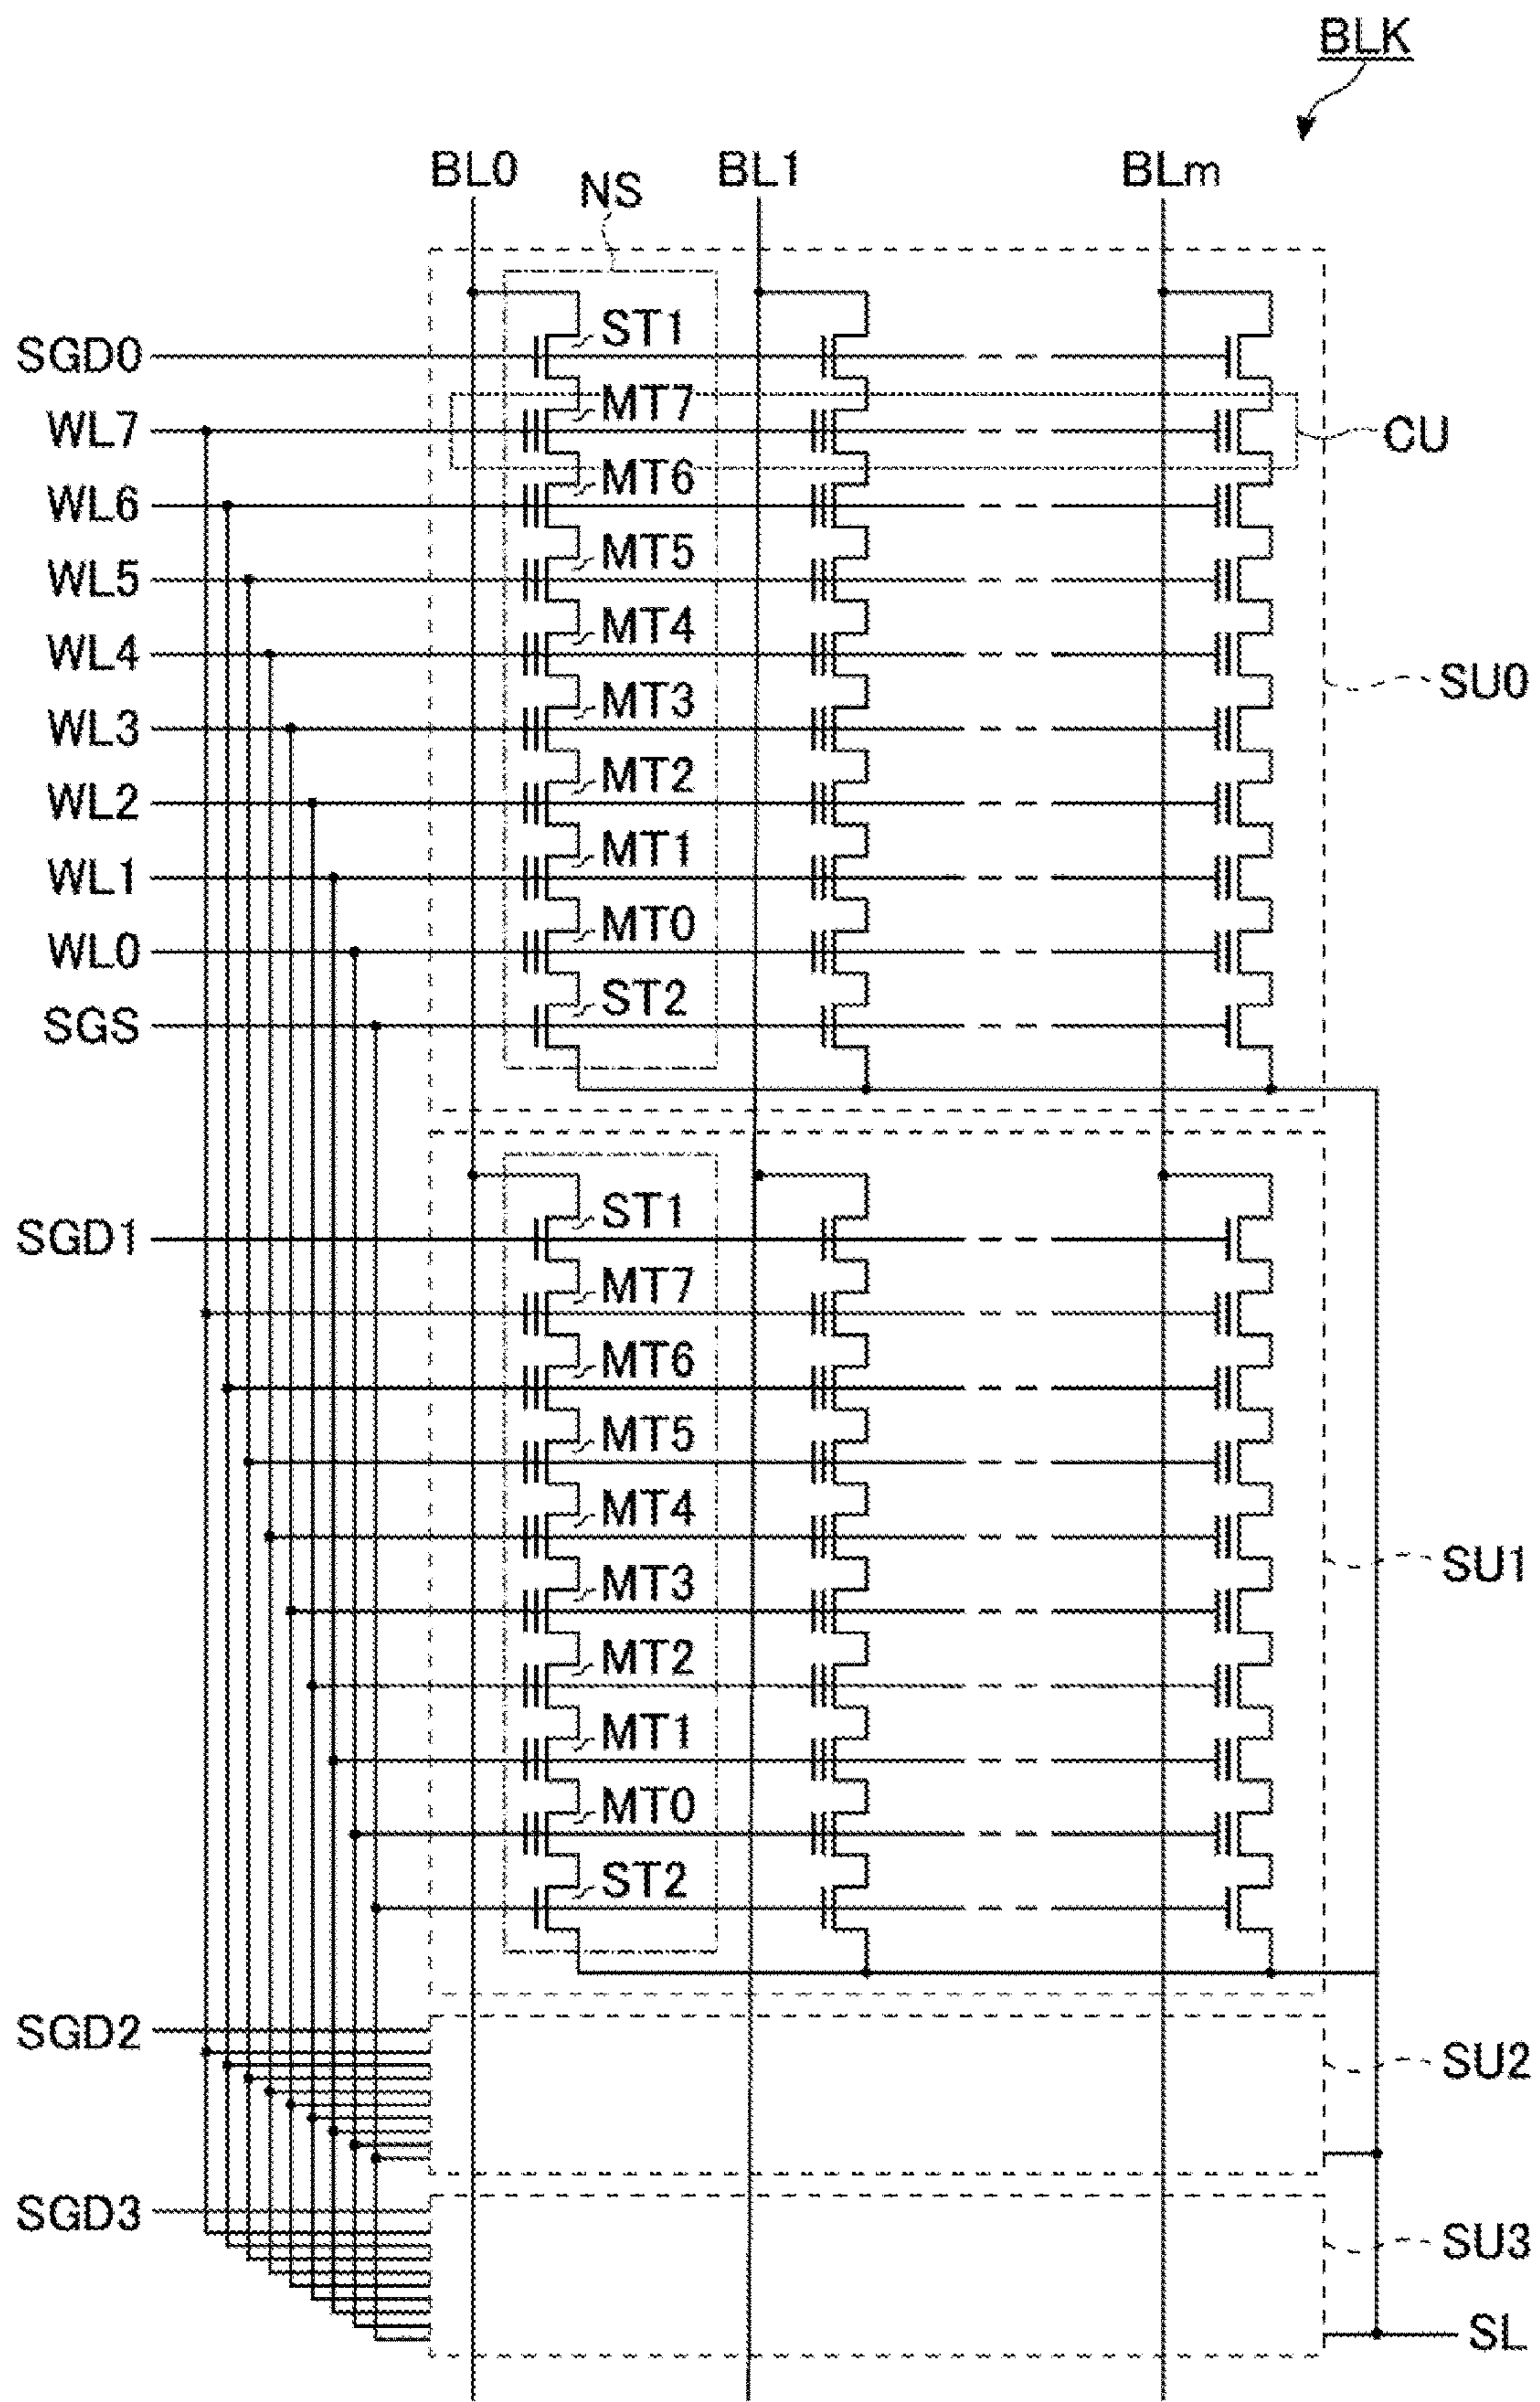 BLK
BL0 NS BL1 BLm
ST1
SGD0
MT7
WL7 CU
MT6
WL6
MT5
WL5
MT4
WL4
SU0
MT3
WL3
MT2
WL2
MT1
WL1
MT0
WL0
ST2
SGS
ST1
SGD1
MT7
MT6
MT5
MT4
SU1
MT3
MT2
MT1
MT0
ST2
SGD2
SU2
SGD3
SU3
SL